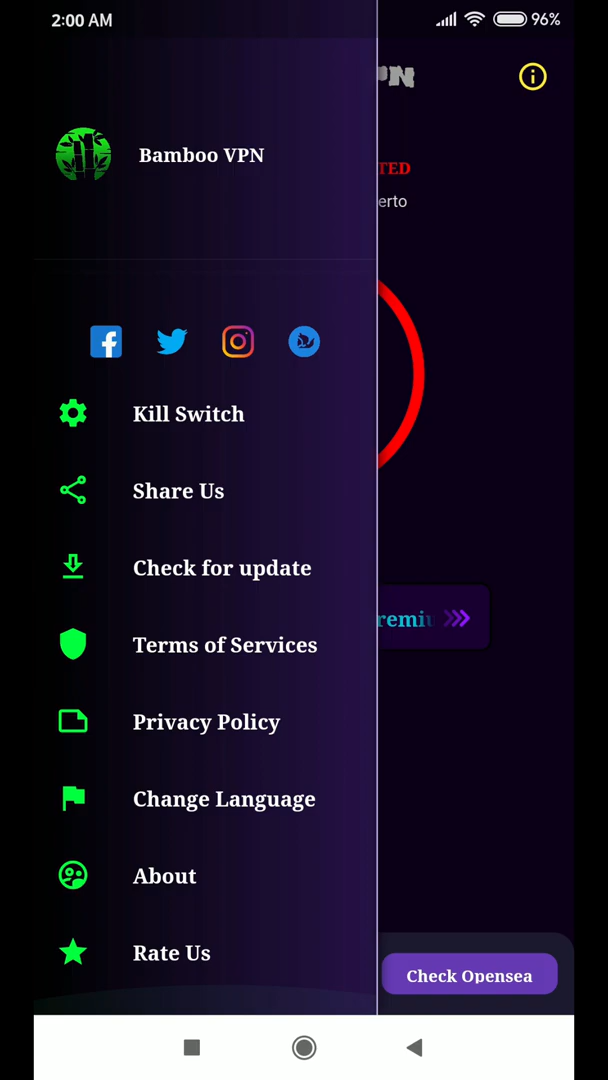 2:00 AM
96%
Bamboo VPN
Kill Switch
Share Us
Check for update
Terms of Services
Privacy Policy
Change Language
About
Rate Us
Check Opensea